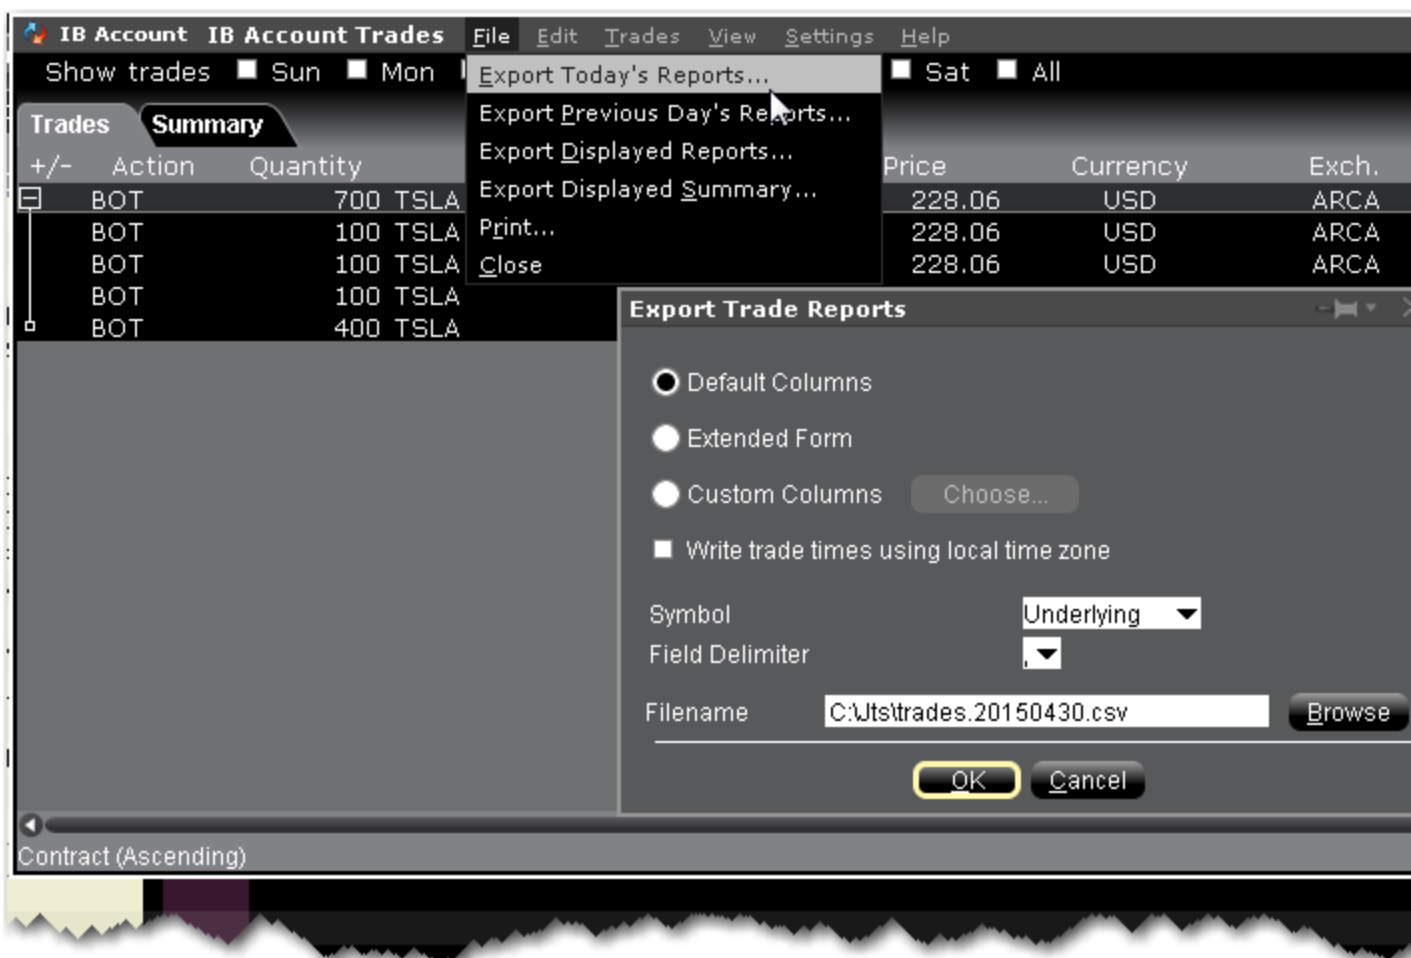 IB Account IB Account Trades File Edit Trades View Settings Help
Show trades Sun Mon Sat All
Export Today's Reports...
Export Previous Day's Reports...
Export Displayed Reports...
Export Displayed Summary...
Print...
Close
Trades Summary
+/- Action Quantity Price Currency Exch.
BOT 700 TSLA 228.06 USD ARCA
BOT 100 TSLA 228.06 USD ARCA
BOT 100 TSLA 228.06 USD ARCA
BOT 100 TSLA
BOT 400 TSLA
Export Trade Reports
Default Columns
Extended Form
Custom Columns Choose...
Write trade times using local time zone
Symbol Underlying
Field Delimiter ,
Filename C:\Jts\trades.20150430.csv Browse
OK Cancel
Contract (Ascending)